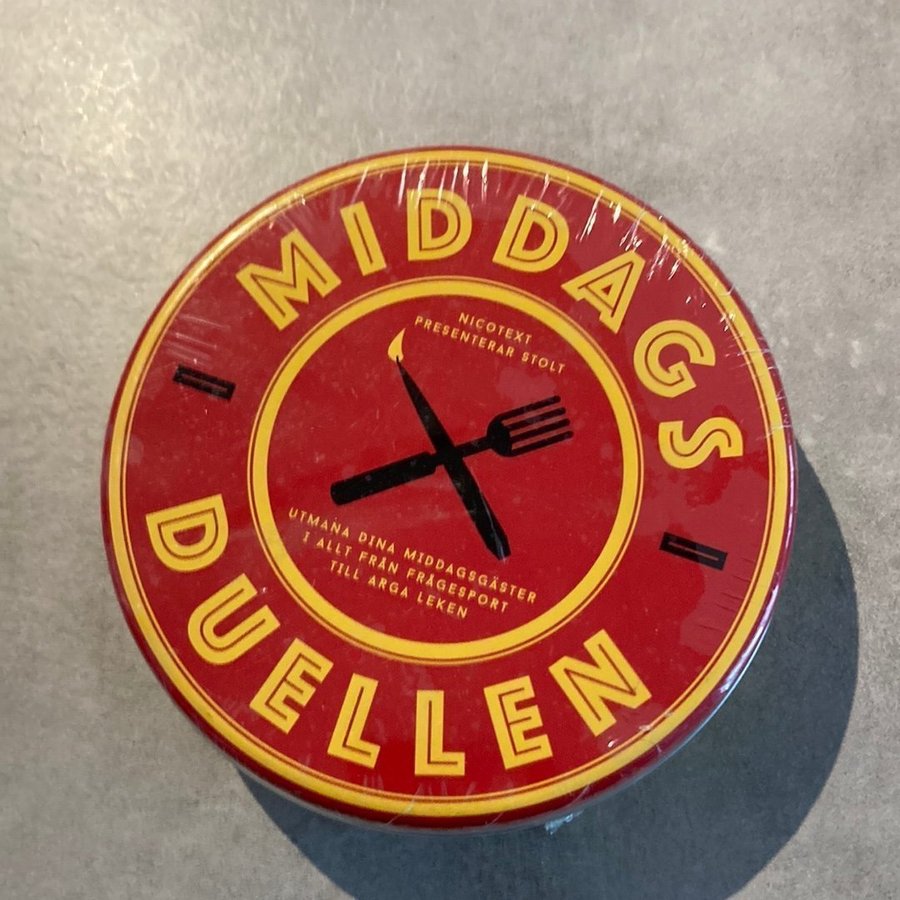 MIDDAGS
NICOTEXT
PRESENTERAR STOLT
UTMANA DINA MIDDAGSGÄSTER
I ALLT FRÅN FRÅGESPORT
TILL ARGA LEKEN
DUELLEN